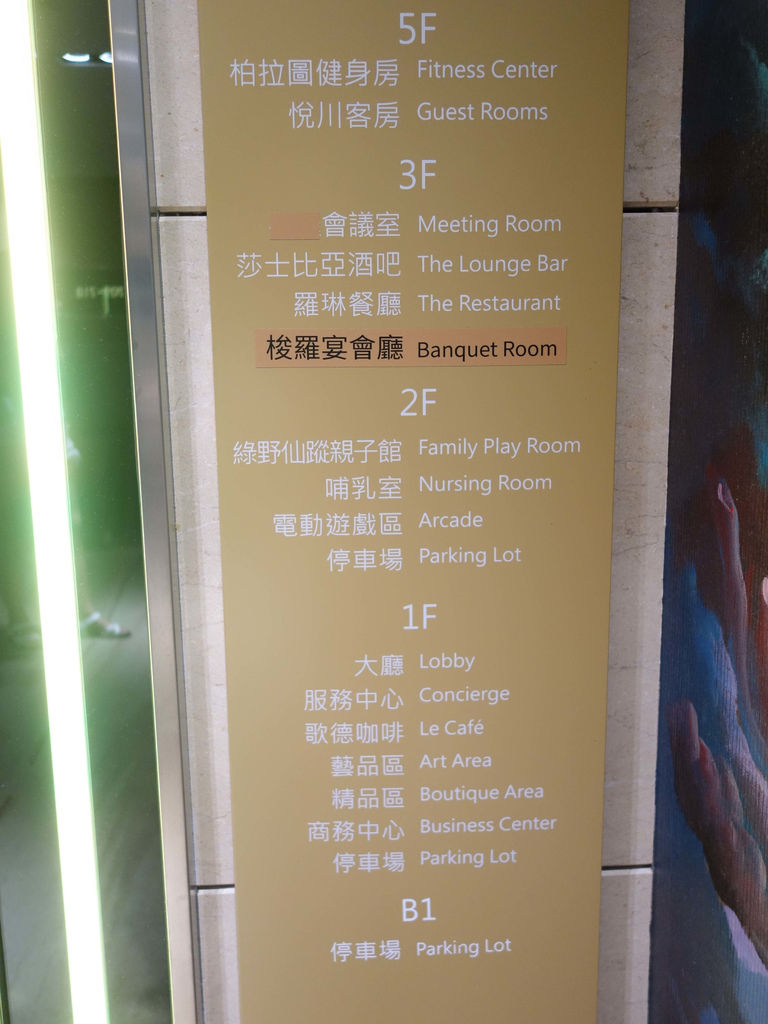 5F
柏拉圖健身房 Fitness Center
悅川客房 Guest Rooms
3F
會議室 Meeting Room
莎士比亞酒吧 The Lounge Bar
羅琳餐廳 The Restaurant
梭羅宴會廳 Banquet Room
2F
綠野仙蹤親子館 Family Play Room
哺乳室 Nursing Room
電動遊戲區 Arcade
停車場 Parking Lot
1F
大廳 Lobby
服務中心 Concierge
歌德咖啡 Le Café
藝品區 Art Area
精品區 Boutique Area
商務中心 Business Center
停車場 Parking Lot
B1
停車場 Parking Lot